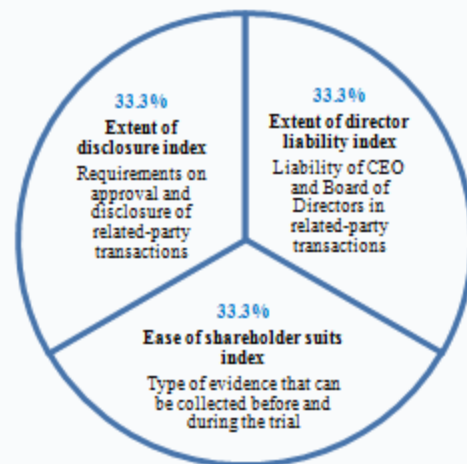 33.3%
Extent of
disclosure index
Requirements on
approval and
disclosure of
related-party
transactions
33.3%
Extent of director
liability index
Liability of CEO
and Board of
Directors in
related-party
transactions
33.3%
Ease of shareholder suits
index
Type of evidence that can
be collected before and
during the trial